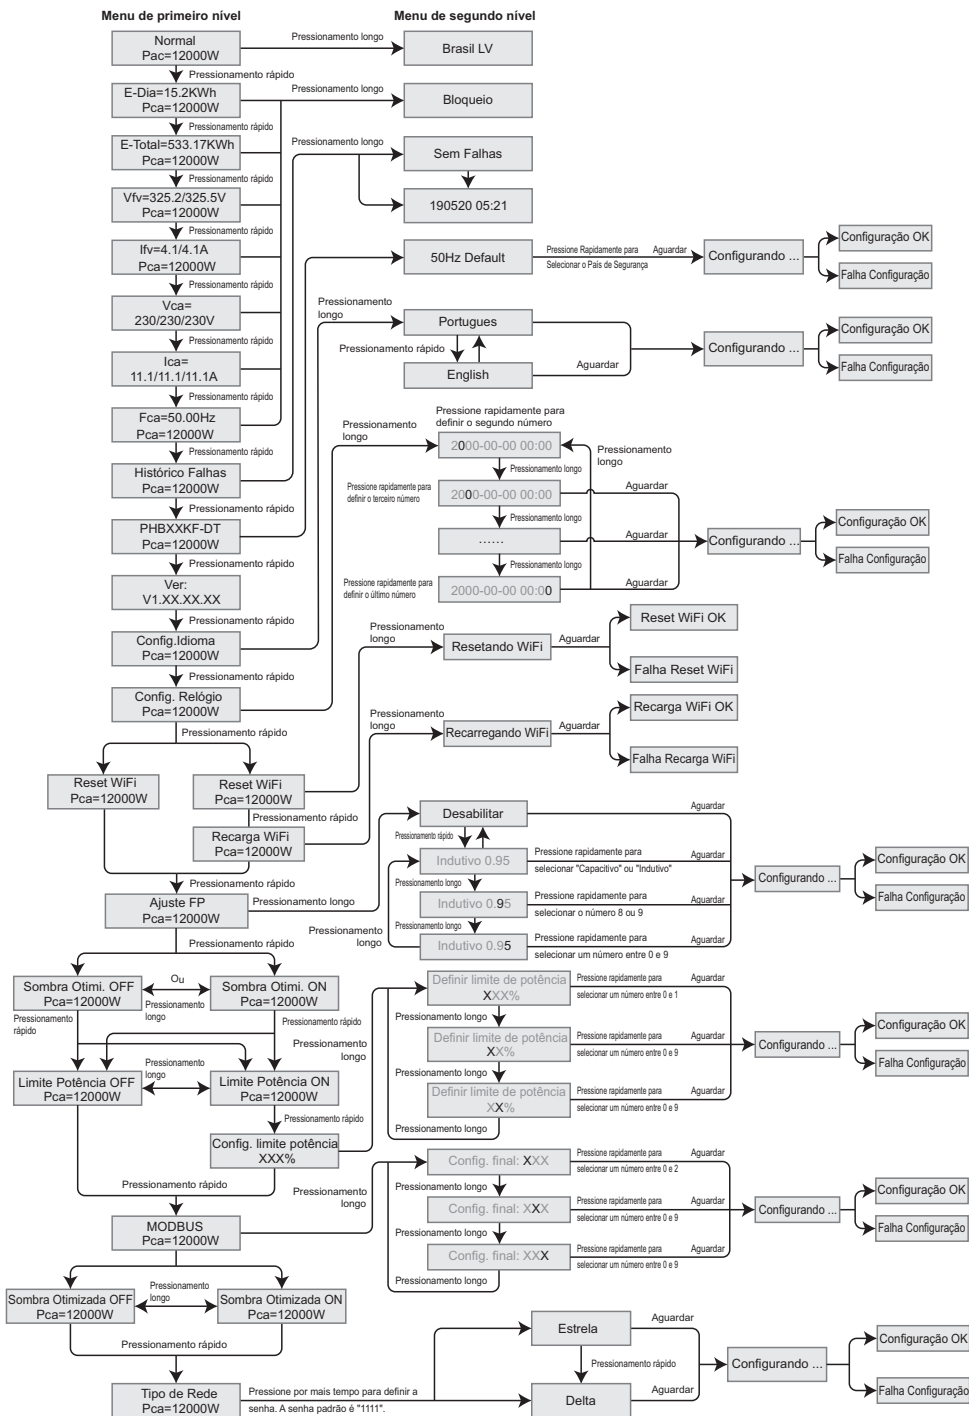 Menu de primeiro nível
Menu de segundo nível
Normal
Pac=12000W
Pressionamento longo
Brasil LV
Pressionamento rápido
E-Dia=15.2KWh
Pca=12000W
Pressionamento longo
Bloqueio
Pressionamento rápido
E-Total=533.17KWh
Pca=12000W
Pressionamento longo
Sem Falhas
Pressionamento rápido
Vfv=325.2/325.5V
Pca=12000W
190520 05:21
Pressionamento rápido
Ifv=4.1/4.1A
Pca=12000W
50Hz Default
Pressione Rapidamente para
Selecionar o País de Segurança
Aguardar
Configurando ...
Configuração OK
Falha Configuração
Pressionamento rápido
Vca=
230/230/230V
Pressionamento
longo
Portugues
Pressionamento rápido
English
Aguardar
Configurando ...
Configuração OK
Falha Configuração
Pressionamento rápido
Ica=
11.1/11.1/11.1A
Pressionamento rápido
Fca=50.00Hz
Pca=12000W
Pressionamento rápido
Pressionamento
longo
Pressione rapidamente para
definir o segundo número
2000-00-00 00:00
Pressionamento
longo
Pressionamento longo
Histórico Falhas
Pca=12000W
Pressione rapidamente para
definir o terceiro número
2000-00-00 00:00
Aguardar
Pressionamento rápido
Pressionamento longo
PHBXXKF-DT
Pca=12000W
......
Aguardar
Configurando ...
Configuração OK
Falha Configuração
Pressionamento rápido
Pressionamento longo
Ver:
V1.XX.XX.XX
Pressione rapidamente para
definir o último número
2000-00-00 00:00
Aguardar
Pressionamento rápido
Config.Idioma
Pca=12000W
Pressionamento
longo
Resetando WiFi
Aguardar
Reset WiFi OK
Falha Reset WiFi
Pressionamento rápido
Config. Relógio
Pca=12000W
Pressionamento
longo
Recarregando WiFi
Aguardar
Recarga WiFi OK
Falha Recarga WiFi
Pressionamento rápido
Reset WiFi
Pca=12000W
Reset WiFi
Pca=12000W
Pressionamento rápido
Recarga WiFi
Pca=12000W
Pressionamento rápido
Ajuste FP
Pca=12000W
Pressionamento longo
Desabilitar
Aguardar
Pressionamento rápido
Indutivo 0.95
Pressione rapidamente para
selecionar "Capacitivo" ou "Indutivo"
Aguardar
Pressionamento longo
Indutivo 0.95
Pressione rapidamente para
selecionar o número 8 ou 9
Aguardar
Pressionamento longo
Indutivo 0.95
Pressione rapidamente para
selecionar um número entre 0 e 9
Aguardar
Pressionamento
longo
Configurando ...
Configuração OK
Falha Configuração
Pressionamento rápido
Sombra Otimi. OFF
Pca=12000W
Ou
Pressionamento
longo
Sombra Otimi. ON
Pca=12000W
Pressionamento
rápido
Pressionamento rápido
Pressionamento
longo
Definir limite de potência
XXX%
Pressione rapidamente para
selecionar um número entre 0 e 1
Aguardar
Pressionamento longo
Definir limite de potência
XX%
Pressione rapidamente para
selecionar um número entre 0 e 9
Aguardar
Pressionamento longo
Definir limite de potência
XX%
Pressione rapidamente para
selecionar um número entre 0 e 9
Aguardar
Pressionamento longo
Configurando ...
Configuração OK
Falha Configuração
Limite Potência OFF
Pca=12000W
Pressionamento
longo
Limite Potência ON
Pca=12000W
Pressionamento rápido
Config. limite potência
XXX%
Pressionamento rápido
Pressionamento
longo
MODBUS
Pca=12000W
Config. final: XXX
Pressione rapidamente para
selecionar um número entre 0 e 2
Aguardar
Pressionamento longo
Config. final: XXX
Pressione rapidamente para
selecionar um número entre 0 e 9
Aguardar
Pressionamento longo
Config. final: XXX
Pressione rapidamente para
selecionar um número entre 0 e 9
Aguardar
Pressionamento longo
Configurando ...
Configuração OK
Falha Configuração
Sombra Otimizada OFF
Pca=12000W
Pressionamento
longo
Sombra Otimizada ON
Pca=12000W
Pressionamento rápido
Tipo de Rede
Pca=12000W
Pressione por mais tempo para definir a
senha. A senha padrão é "1111".
Estrela
Aguardar
Pressionamento rápido
Delta
Aguardar
Configurando ...
Configuração OK
Falha Configuração